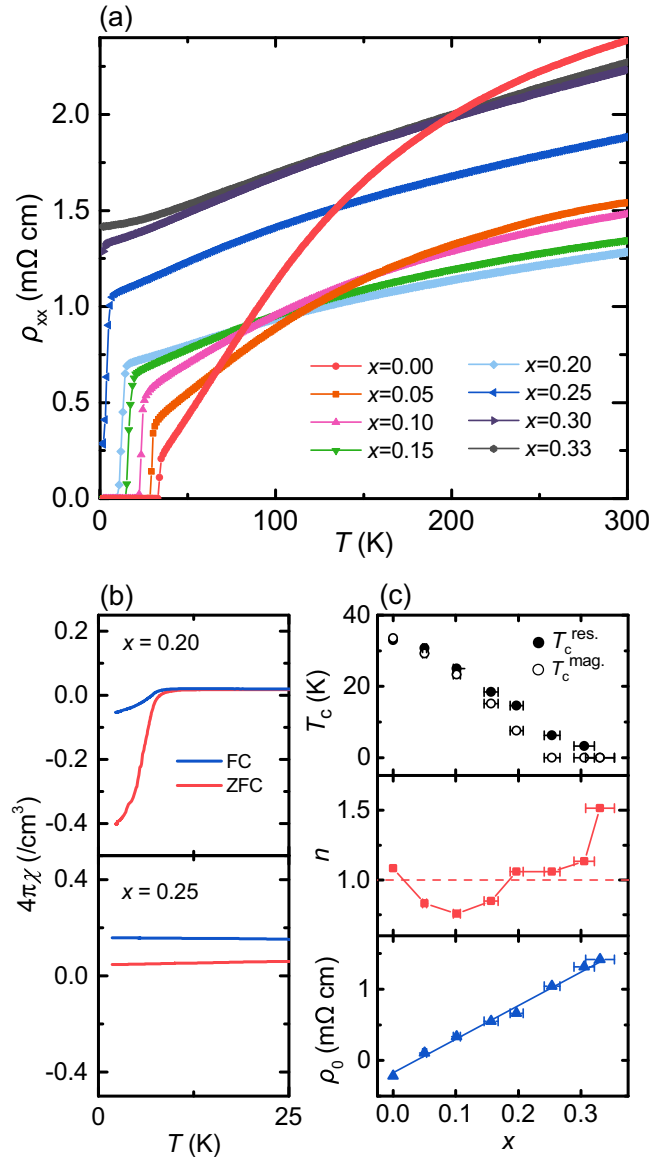 (a)
2.0
1.5
1.0
0.5
0.0
ρxx (mΩ cm)
x=0.00
x=0.05
x=0.10
x=0.15
x=0.20
x=0.25
x=0.30
x=0.33
0 100 200 300
T (K)
(b)
0.2
0.0
-0.2
-0.4
x = 0.20
FC
ZFC
4πχ (/cm³)
0.4
0.0
-0.4
x = 0.25
0 25
T (K)
(c)
40
20
0
Tc (K)
Tc res.
Tc mag.
1.5
1.0
n
1
0
ρ0 (mΩ cm)
0.0 0.1 0.2 0.3
x